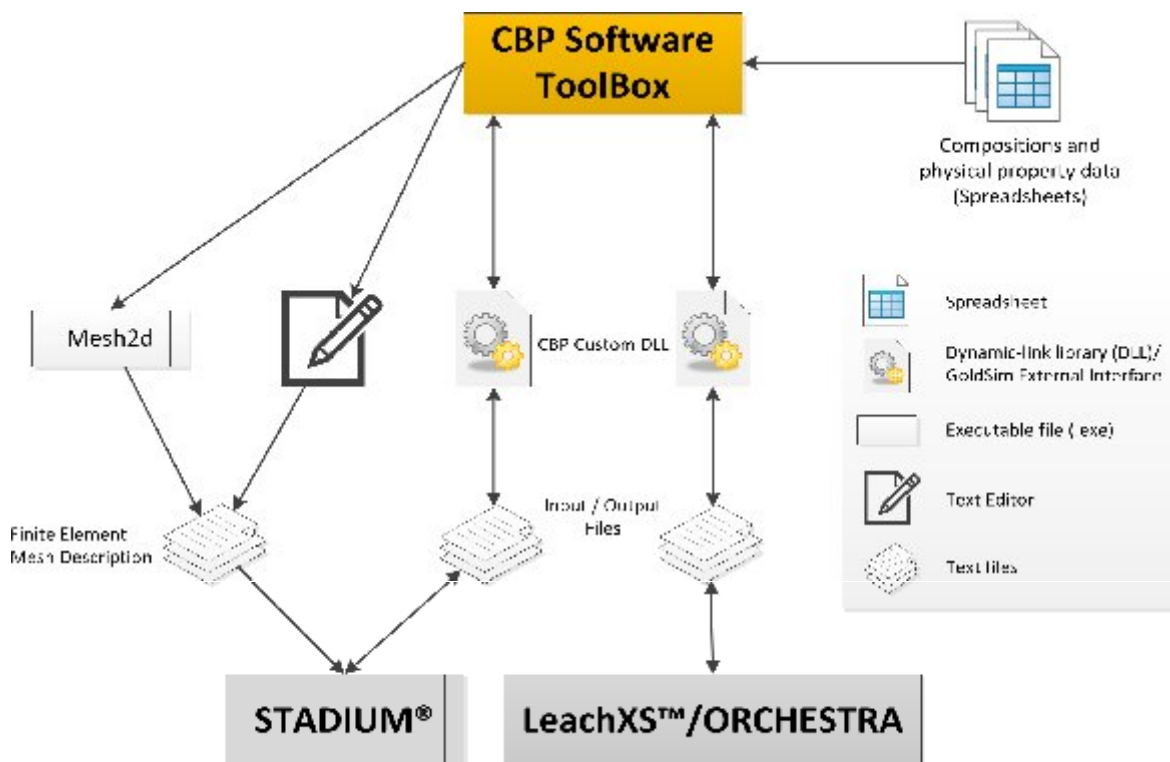 CBP Software
ToolBox
Compositions and
physical property data
(Spreadsheets)
Mesh2d
CBP Custom DLL
Spreadsheet
Dynamic-link library (DLL)/
GoldSim External Interface
Executable file (.exe)
Text Editor
Text files
Finite Element
Mesh Description
Input / Output
Files
STADIUM®
LeachXS™/ORCHESTRA